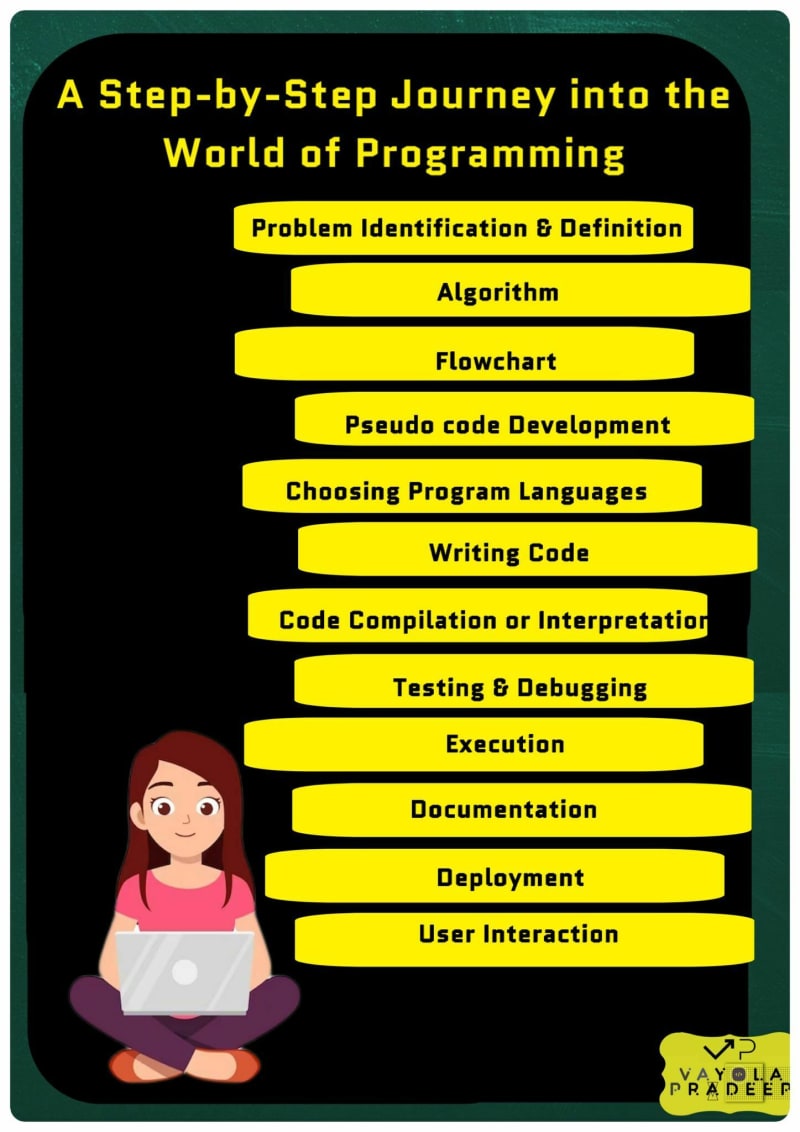 A Step-by-Step Journey into the
World of Programming
Problem Identification & Definition
Algorithm
Flowchart
Pseudo code Development
Choosing Program Languages
Writing Code
Code Compilation or Interpretation
Testing & Debugging
Execution
Documentation
Deployment
User Interaction
VP
VAYOLA
PRADEEP